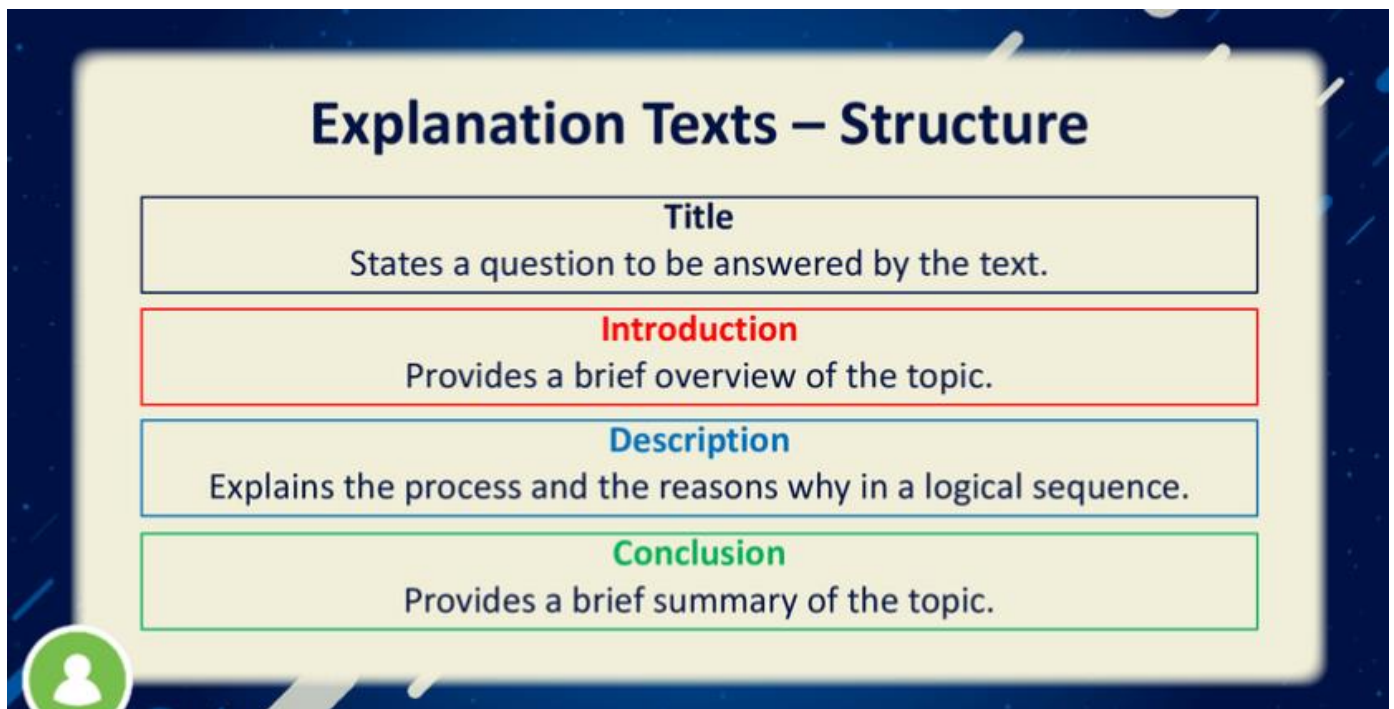 Explanation Texts – Structure
Title
States a question to be answered by the text.
Introduction
Provides a brief overview of the topic.
Description
Explains the process and the reasons why in a logical sequence.
Conclusion
Provides a brief summary of the topic.